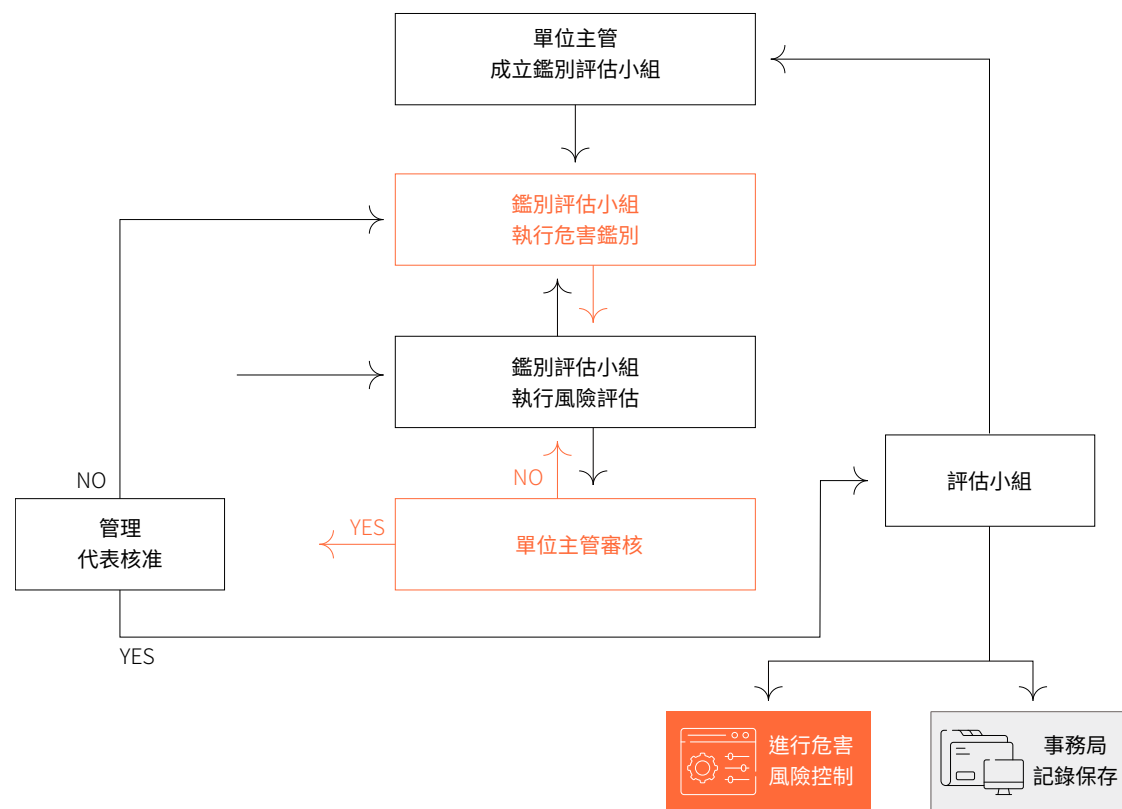 單位主管
成立鑑別評估小組
鑑別評估小組
執行危害鑑別
鑑別評估小組
執行風險評估
NO
NO
評估小組
管理
代表核准
YES
單位主管審核
YES
進行危害
風險控制
事務局
記錄保存